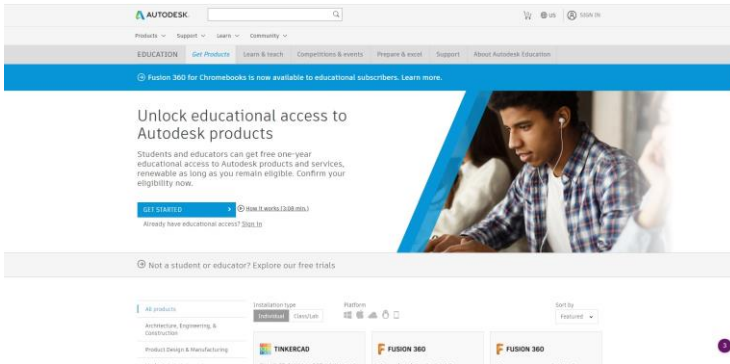 AUTODESK.
US
SIGN IN
Products
Support
Learn
Community
EDUCATION
Get Products
Learn & teach
Competitions & events
Prepare & excel
Support
About Autodesk Education
Fusion 360 for Chromebooks is now available to educational subscribers. Learn more.
Unlock educational access to
Autodesk products
Students and educators can get free one-year
educational access to Autodesk products and services,
renewable as long as you remain eligible. Confirm your
eligibility now.
GET STARTED
How it works (3:08 min.)
Already have educational access? Sign In
Not a student or educator? Explore our free trials
All products
Architecture, Engineering, &
Construction
Product Design & Manufacturing
Installation type
Individual
Class/Lab
Platform
Sort by
Featured
TINKERCAD
FUSION 360
FUSION 360
3